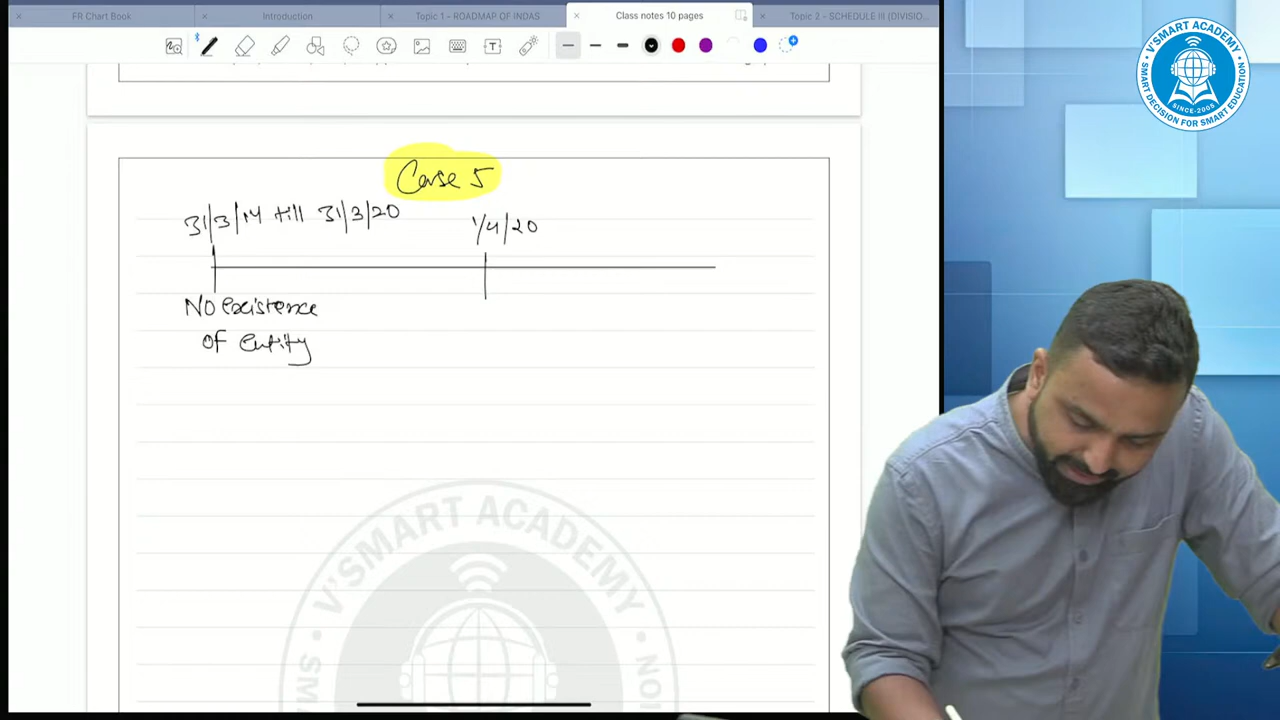 FR Chart Book
Introduction
Topic 1 - ROADMAP OF INDAS
Class notes 10 pages
Topic 2 - SCHEDULE III (DIVISIO...
V'SMART ACADEMY
SINCE-2005
SMART DECISION FOR SMART EDUCATION
Case 5
31/3/14 till 31/3/20
1/4/20
No existence
of entity
V'SMART ACADEMY